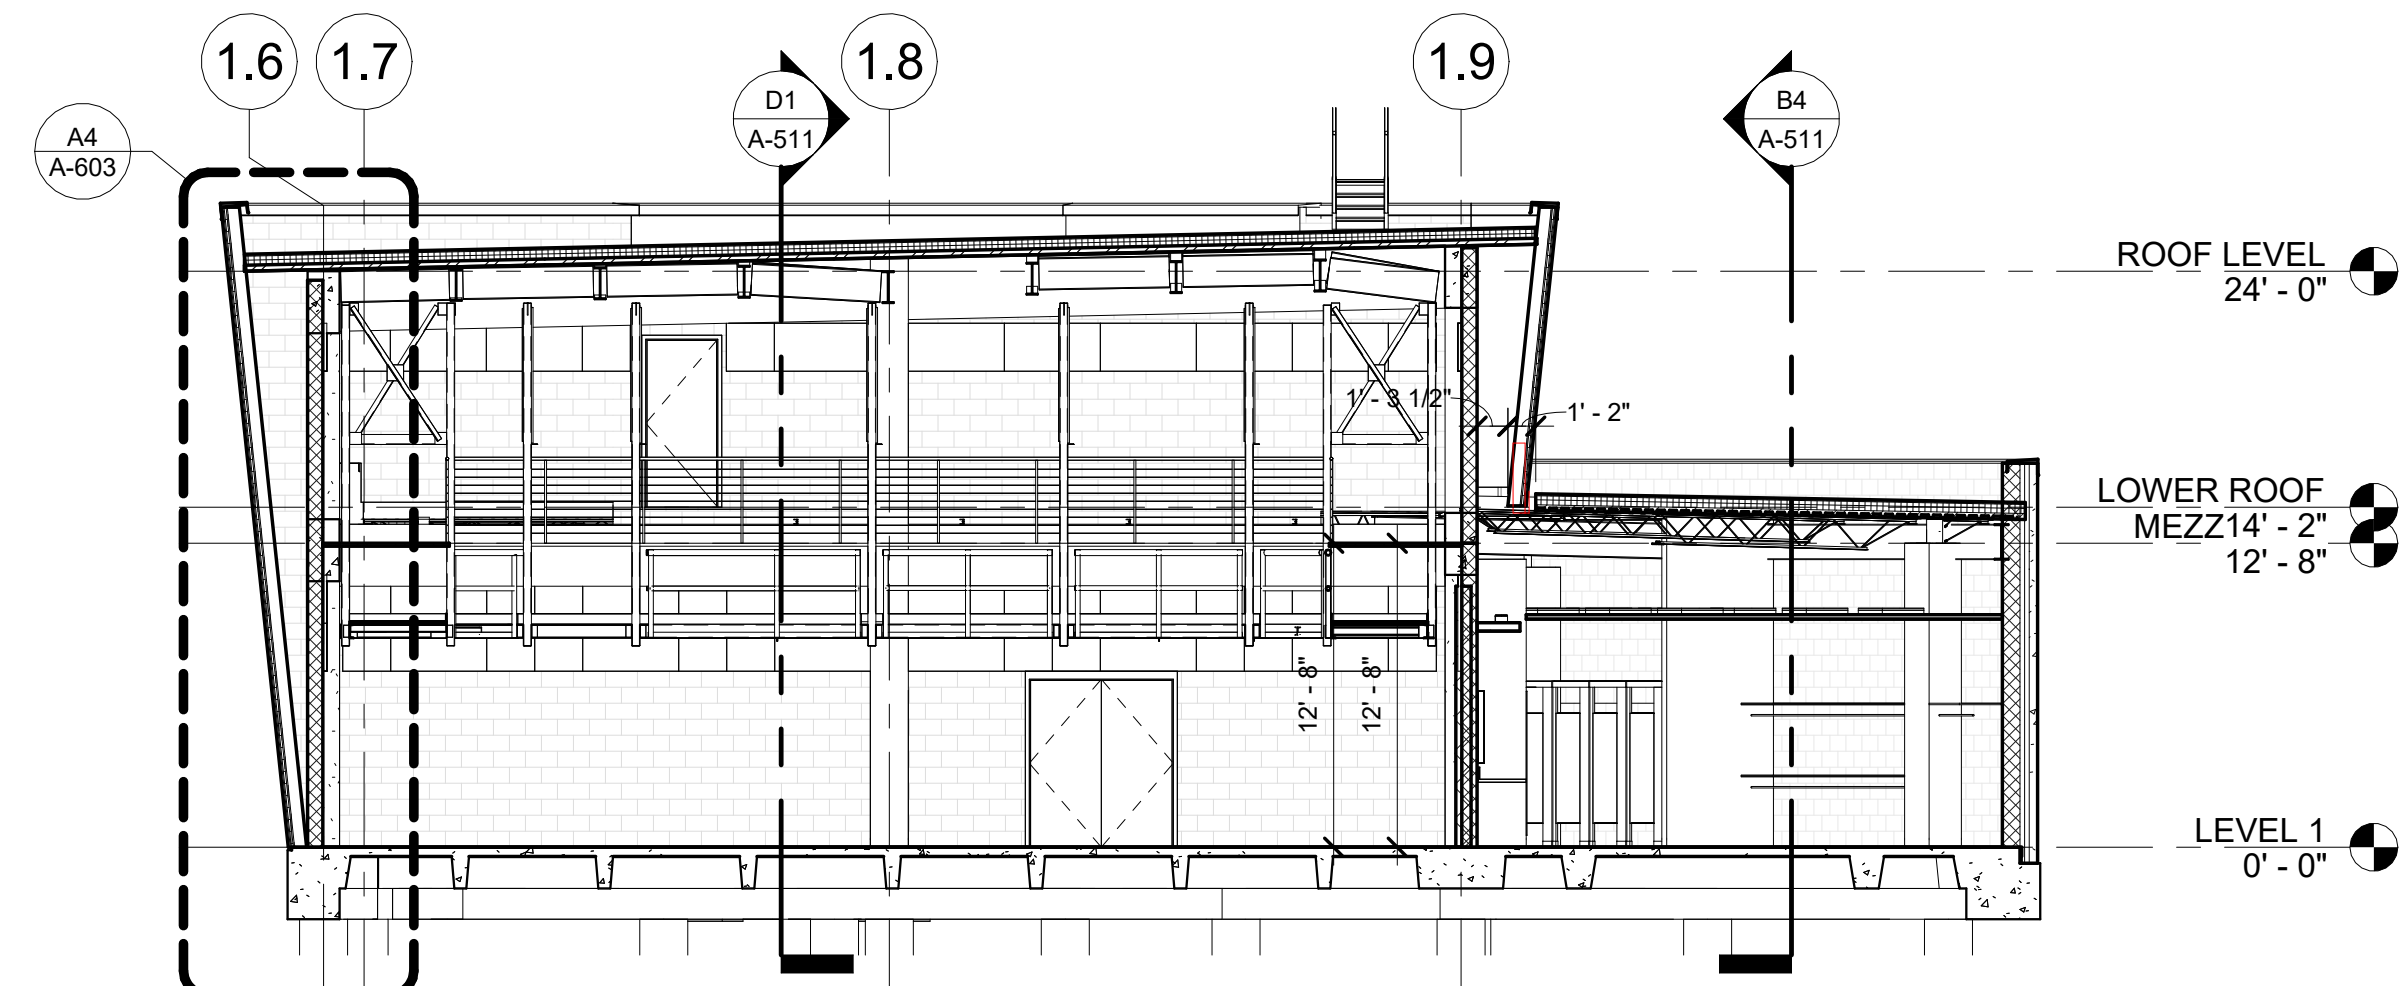 1.6
1.7
1.8
1.9
D1
A-511
B4
A-511
A4
A-603
ROOF LEVEL
24' - 0"
1' - 3 1/2"
1' - 2"
LOWER ROOF
MEZZ14' - 2"
12' - 8"
12' - 8"
12' - 8"
LEVEL 1
0' - 0"